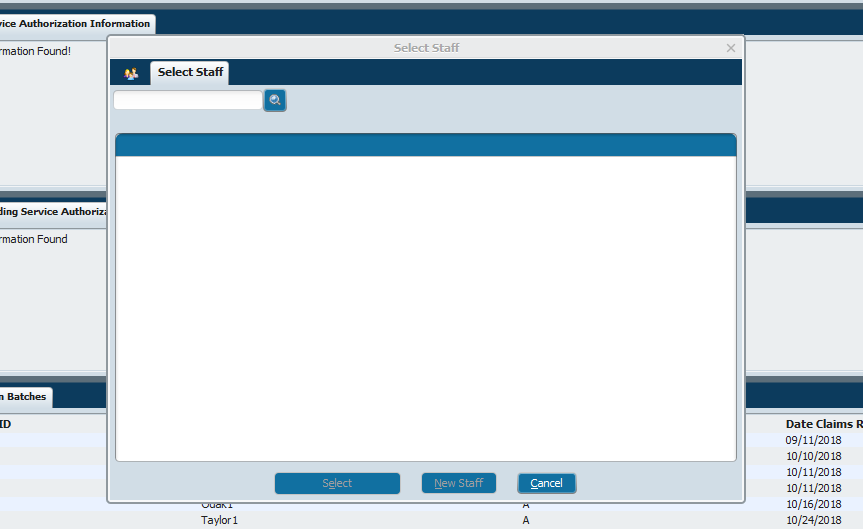 vice Authorization Information
rmation Found!
Select Staff
Select Staff
ding Service Authoriza
rmation Found
n Batches
ID
Date Claims R
09/11/2018
10/10/2018
10/11/2018
10/11/2018
Select
New Staff
Cancel
A
10/16/2018
Taylor1
A
10/24/2018